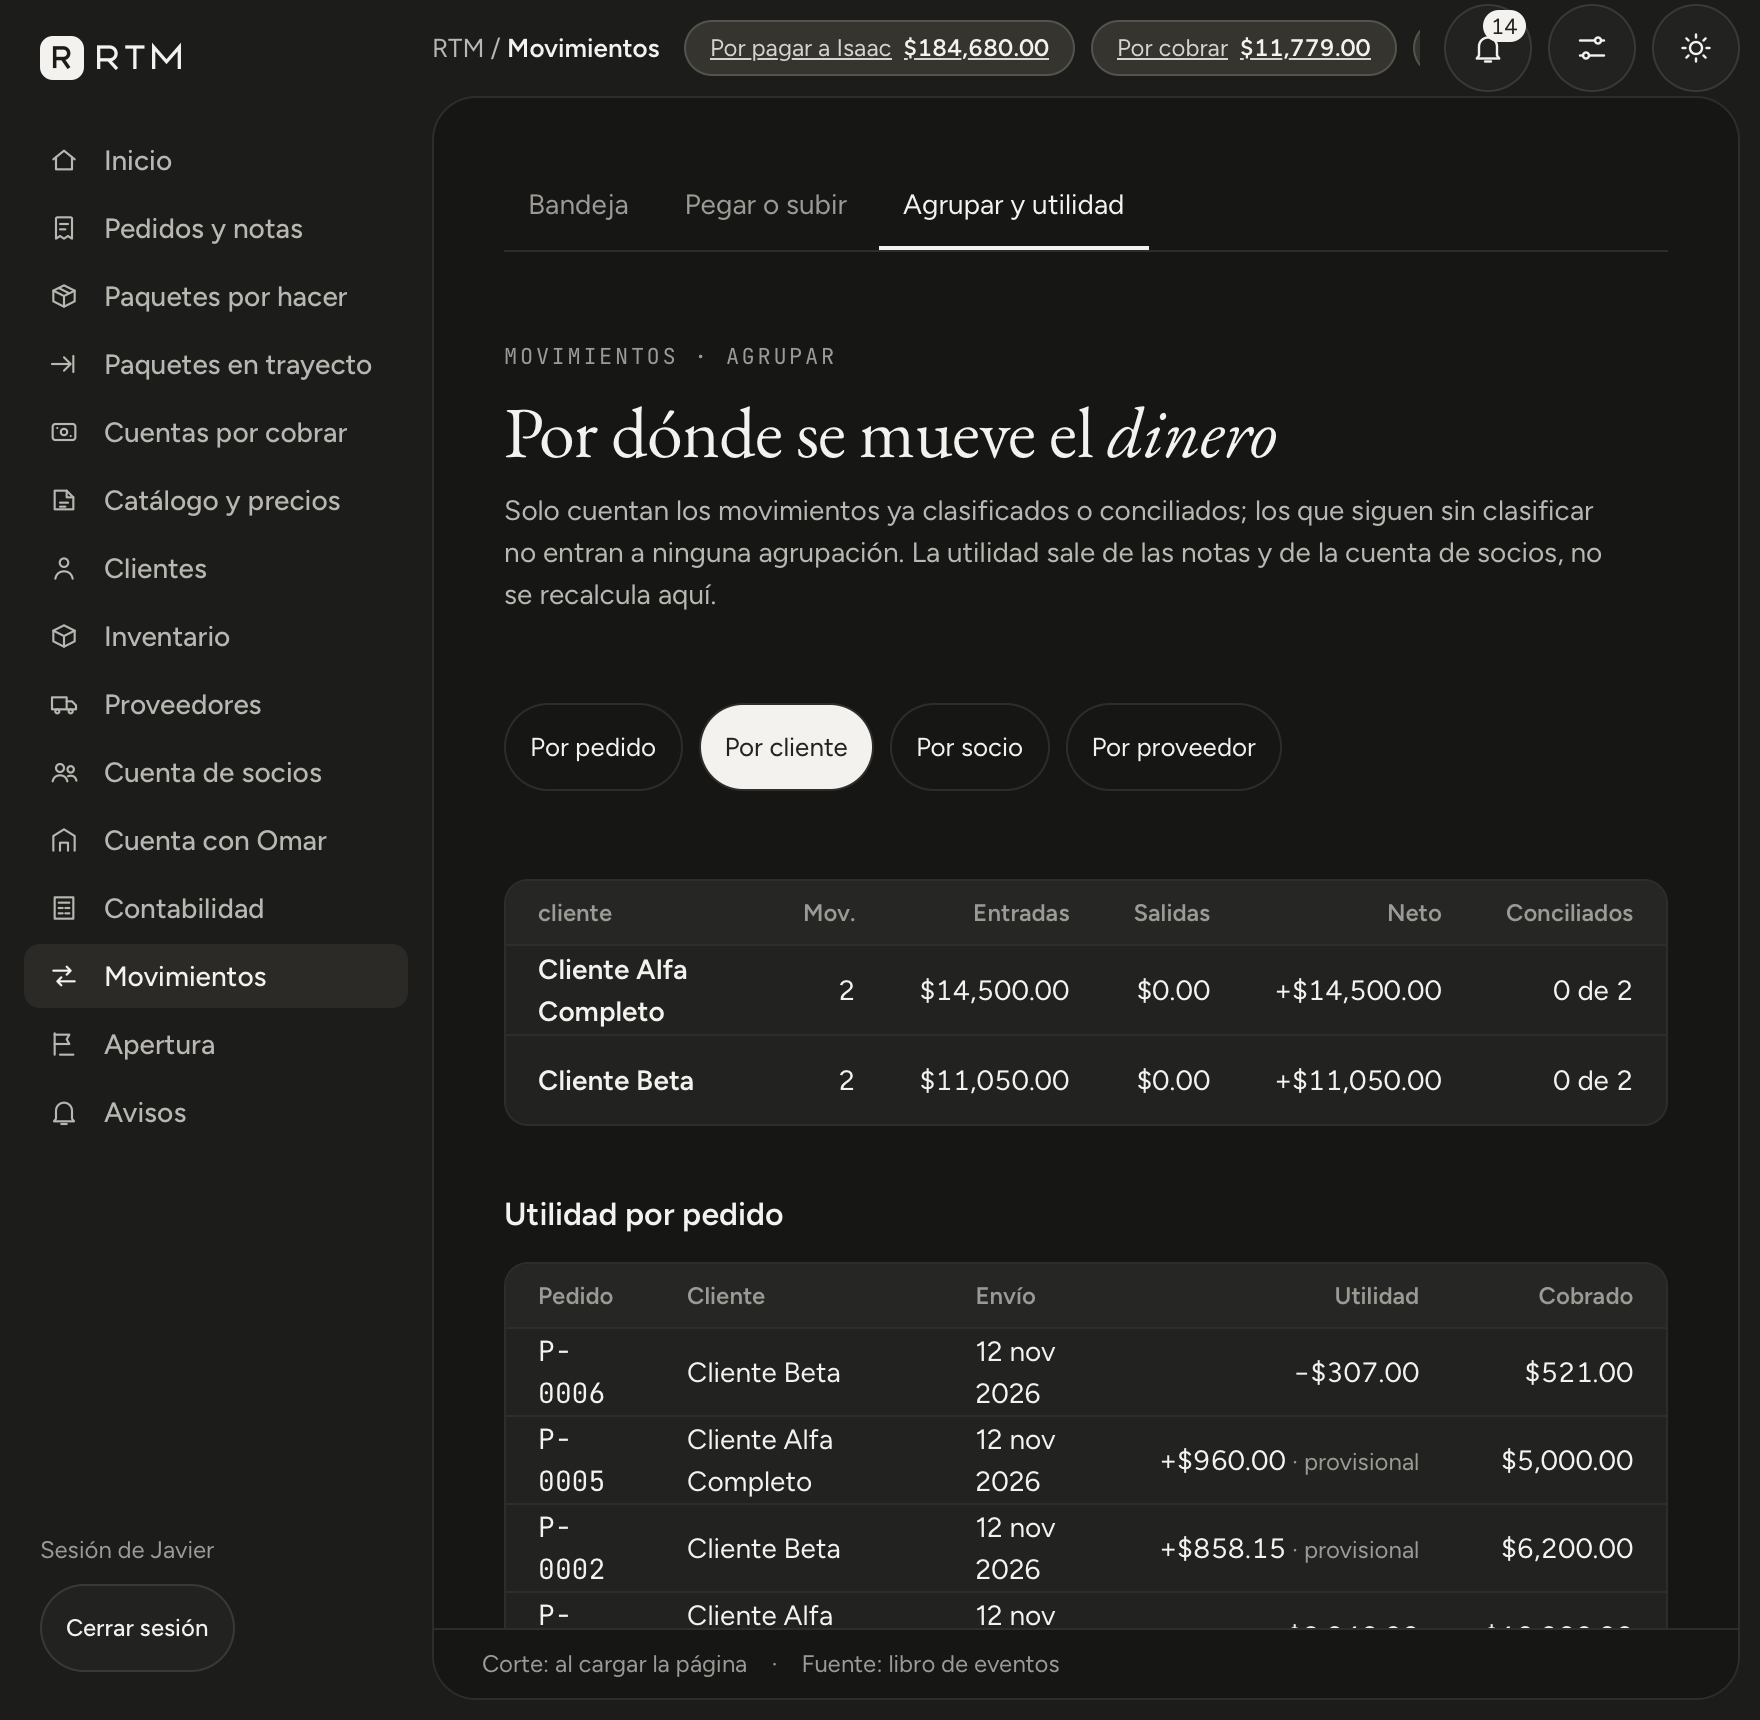 R RTM
Inicio
Pedidos y notas
Paquetes por hacer
Paquetes en trayecto
Cuentas por cobrar
Catálogo y precios
Clientes
Inventario
Proveedores
Cuenta de socios
Cuenta con Omar
Contabilidad
Movimientos
Apertura
Avisos
Sesión de Javier
Cerrar sesión
RTM / Movimientos
Por pagar a Isaac $184,680.00
Por cobrar $11,779.00
14
Bandeja Pegar o subir Agrupar y utilidad
MOVIMIENTOS · AGRUPAR
Por dónde se mueve el dinero
Solo cuentan los movimientos ya clasificados o conciliados; los que siguen sin clasificar
no entran a ninguna agrupación. La utilidad sale de las notas y de la cuenta de socios, no
se recalcula aquí.
Por pedido Por cliente Por socio Por proveedor
cliente Mov. Entradas Salidas Neto Conciliados
Cliente Alfa
Completo 2 $14,500.00 $0.00 +$14,500.00 0 de 2
Cliente Beta 2 $11,050.00 $0.00 +$11,050.00 0 de 2
Utilidad por pedido
Pedido Cliente Envío Utilidad Cobrado
P-
0006 Cliente Beta 12 nov
2026 -$307.00 $521.00
P-
0005 Cliente Alfa
Completo 12 nov
2026 +$960.00 · provisional $5,000.00
P-
0002 Cliente Beta 12 nov
2026 +$858.15 · provisional $6,200.00
P- Cliente Alfa 12 nov
Corte: al cargar la página · Fuente: libro de eventos